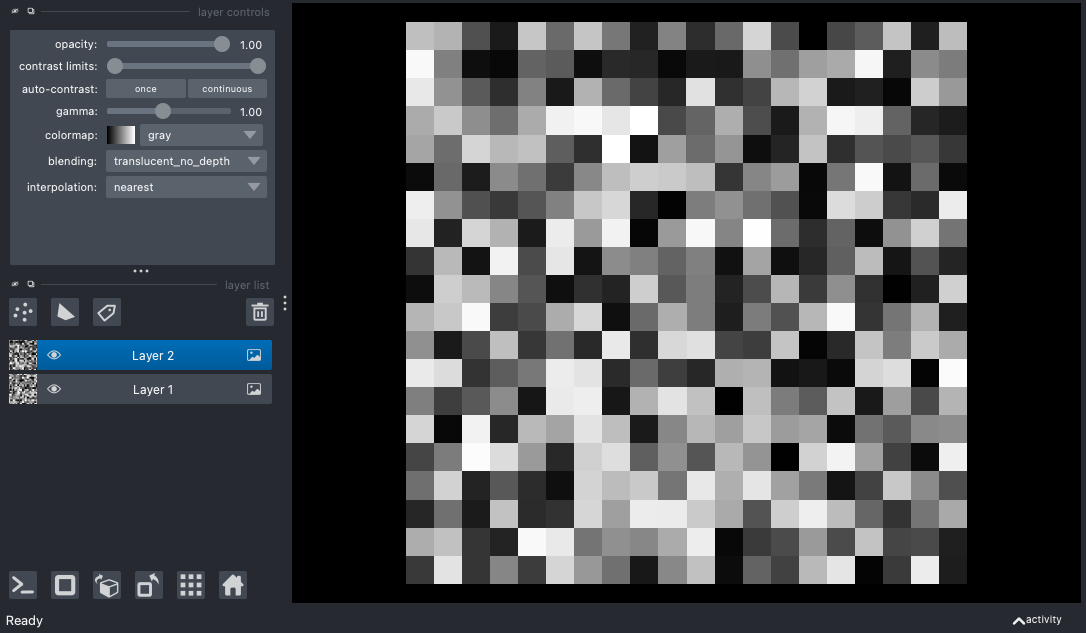 layer controls
opacity: 1.00
contrast limits:
auto-contrast: once continuous
gamma: 1.00
colormap: gray
blending: translucent_no_depth
interpolation: nearest
layer list
Layer 2
Layer 1
Ready
activity